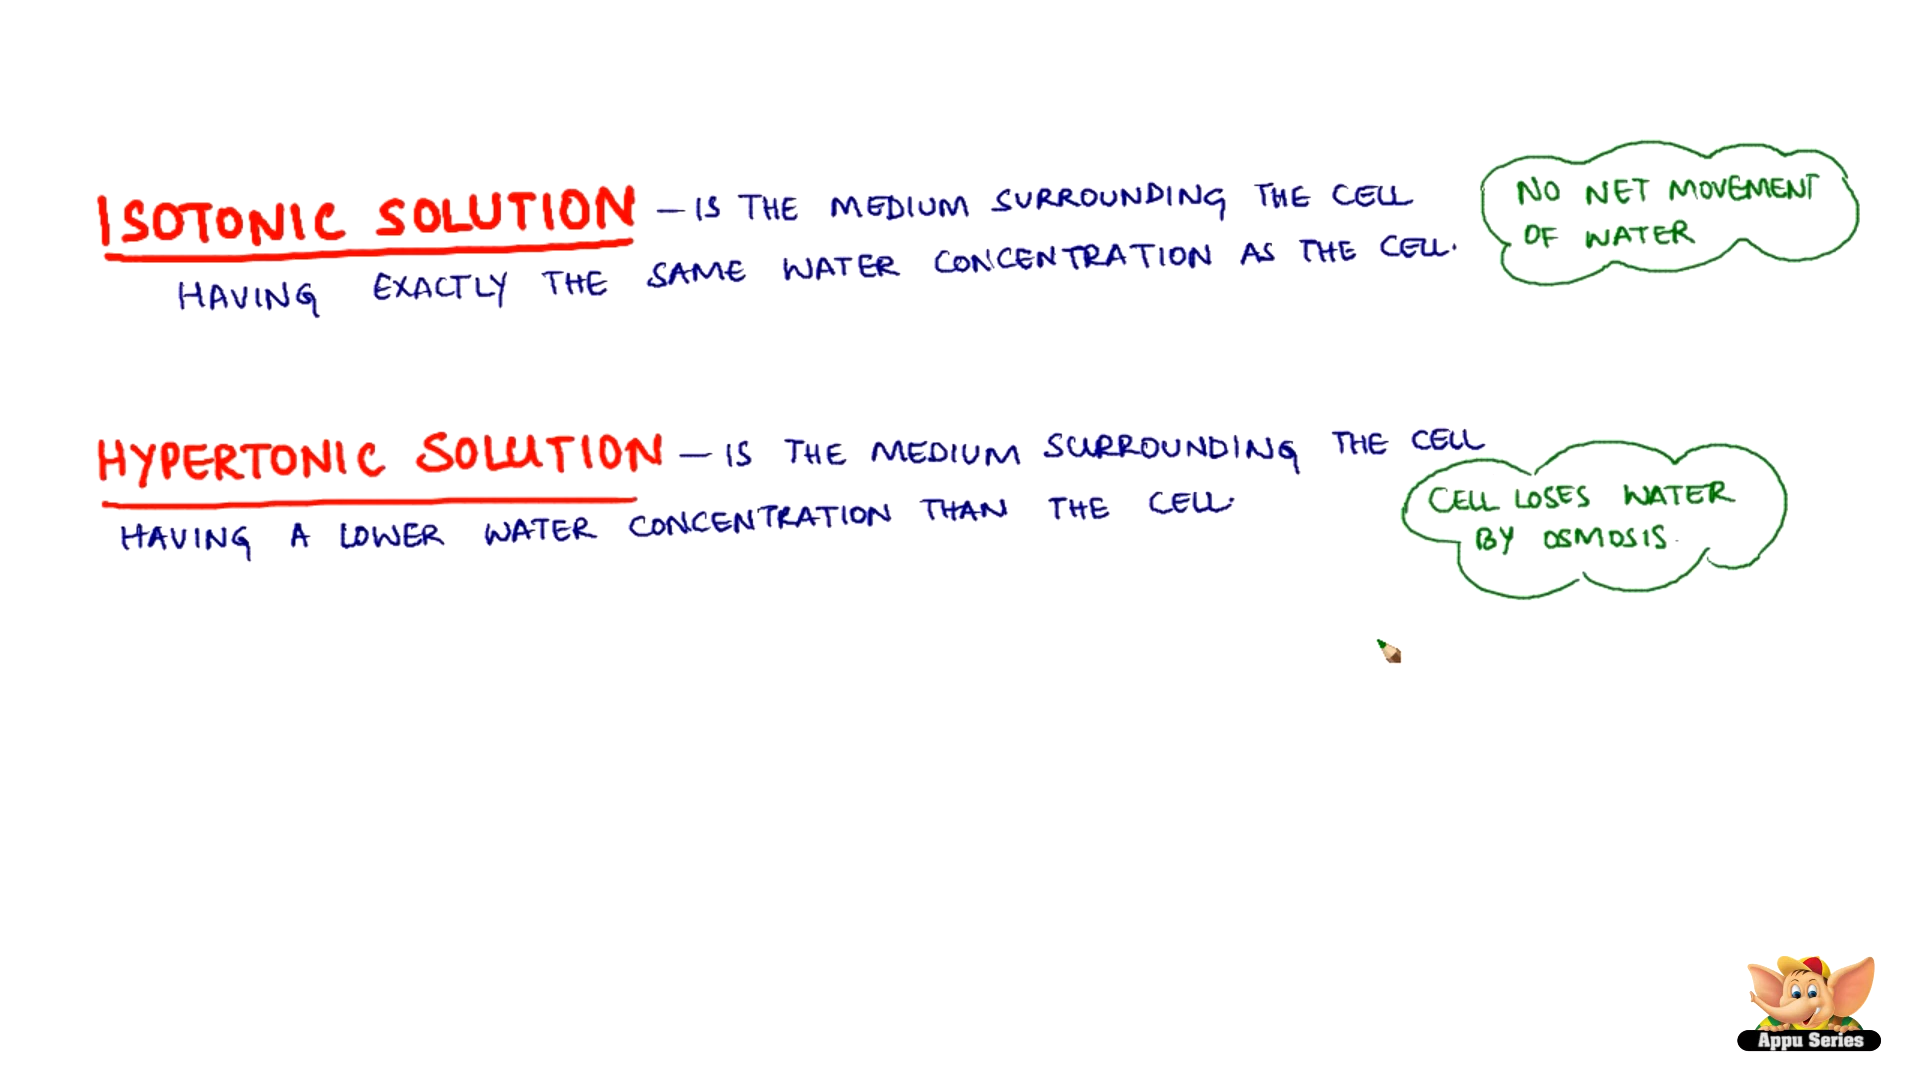 ISOTONIC SOLUTION – IS THE MEDIUM SURROUNDING THE CELL
HAVING EXACTLY THE SAME WATER CONCENTRATION AS THE CELL.
NO NET MOVEMENT
OF WATER
HYPERTONIC SOLUTION – IS THE MEDIUM SURROUNDING THE CELL
HAVING A LOWER WATER CONCENTRATION THAN THE CELL.
CELL LOSES WATER
BY OSMOSIS.
Appu Series